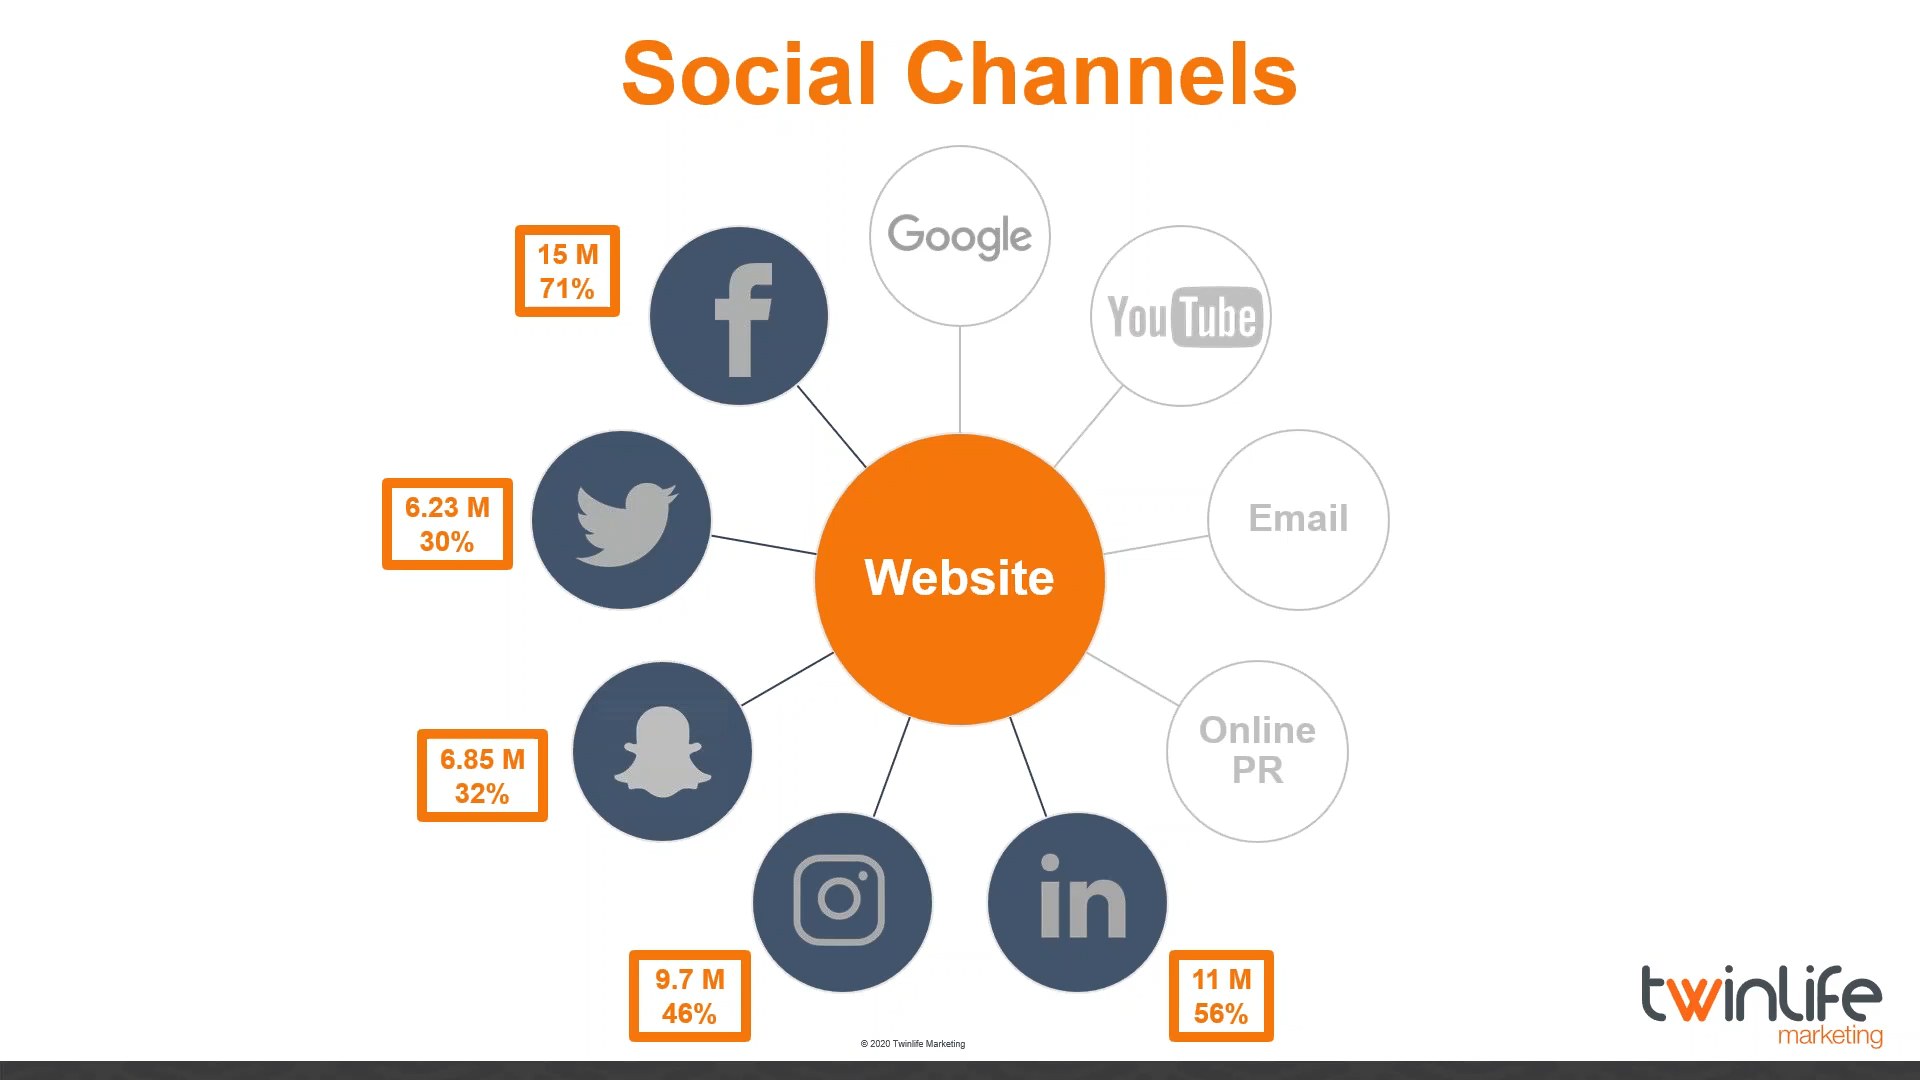 Social Channels
Google
15 M
71%
f
YouTube
6.23 M
30%
Email
Website
6.85 M
32%
Online
PR
in
9.7 M
46%
11 M
56%
twinlife
marketing
© 2020 Twinlife Marketing